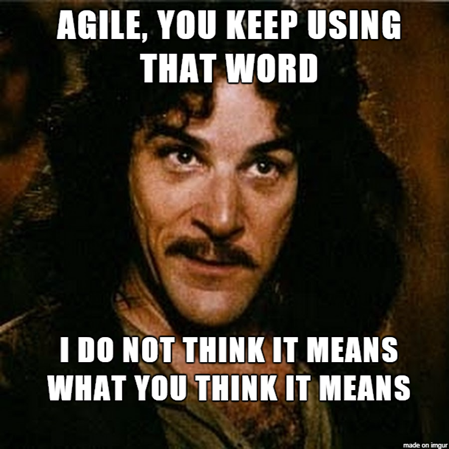 AGILE, YOU KEEP USING
THAT WORD
I DO NOT THINK IT MEANS
WHAT YOU THINK IT MEANS
made on imgur